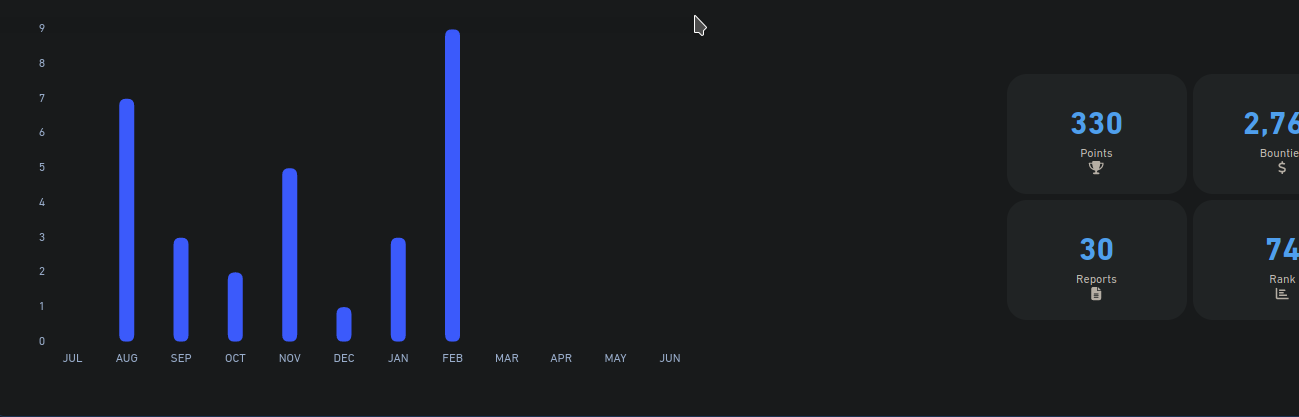 9
8
7
6
5
4
3
2
1
0
JUL AUG SEP OCT NOV DEC JAN FEB MAR APR MAY JUN
330
Points
2,76
Bountie
30
Reports
74
Rank